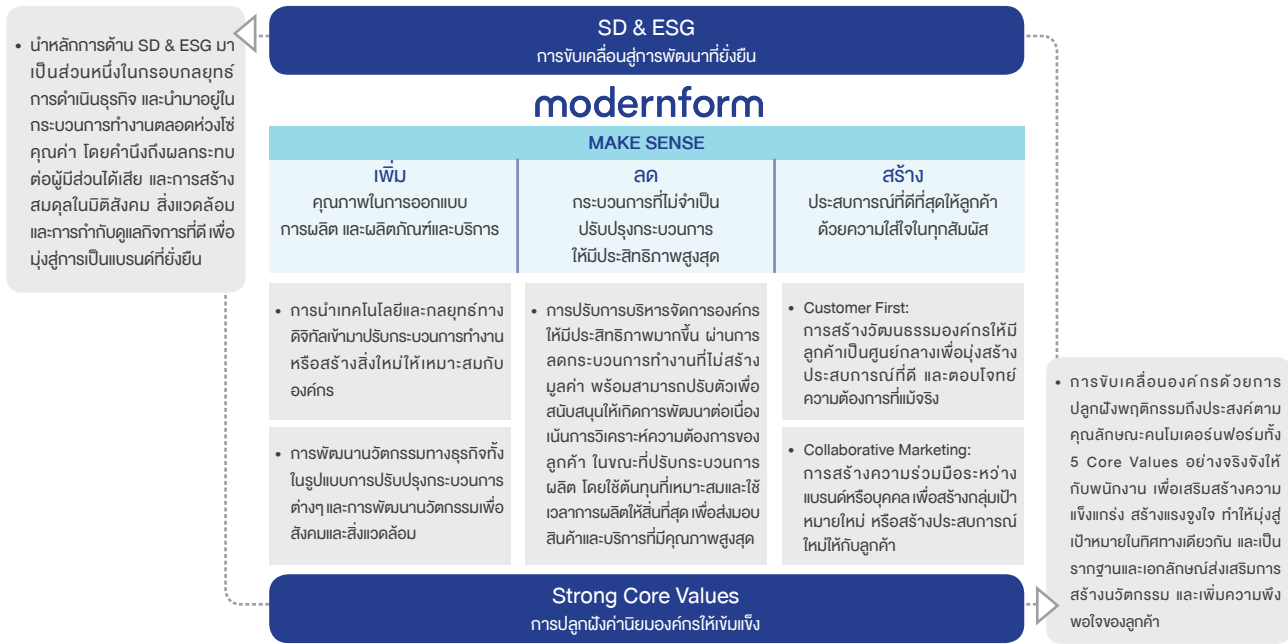 SD & ESG
การขับเคลื่อนสู่การพัฒนาที่ยั่งยืน
• นำหลักการด้าน SD & ESG มา
เป็นส่วนหนึ่งในกรอบกลยุทธ์
การดำเนินธุรกิจ และนำมาอยู่ใน
กระบวนการทำงานตลอดห่วงโซ่
คุณค่า โดยคำนึงถึงผลกระทบ
ต่อผู้มีส่วนได้เสีย และการสร้าง
สมดุลในมิติสังคม สิ่งแวดล้อม
และการกำกับดูแลกิจการที่ดี เพื่อ
มุ่งสู่การเป็นแบรนด์ที่ยั่งยืน
modernform
MAKE SENSE
เพิ่ม
คุณภาพในการออกแบบ
การผลิต และผลิตภัณฑ์และบริการ
ลด
กระบวนการที่ไม่จำเป็น
ปรับปรุงกระบวนการ
ให้มีประสิทธิภาพสูงสุด
สร้าง
ประสบการณ์ที่ดีที่สุดให้ลูกค้า
ด้วยความใส่ใจในทุกสัมผัส
• การนำเทคโนโลยีและกลยุทธ์ทาง
ดิจิทัลเข้ามาปรับกระบวนการทำงาน
หรือสร้างสิ่งใหม่ให้เหมาะสมกับ
องค์กร
• การพัฒนานวัตกรรมทางธุรกิจทั้ง
ในรูปแบบการปรับปรุงกระบวนการ
ต่างๆ และการพัฒนานวัตกรรมเพื่อ
สังคมและสิ่งแวดล้อม
• การปรับการบริหารจัดการองค์กร
ให้มีประสิทธิภาพมากขึ้น ผ่านการ
ลดกระบวนการทำงานที่ไม่สร้าง
มูลค่า พร้อมสามารถปรับตัวเพื่อ
สนับสนุนให้เกิดการพัฒนาต่อเนื่อง
เน้นการวิเคราะห์ความต้องการของ
ลูกค้า ในขณะที่ปรับกระบวนการ
ผลิต โดยใช้ต้นทุนที่เหมาะสมและใช้
เวลาการผลิตให้สั้นที่สุด เพื่อส่งมอบ
สินค้าและบริการที่มีคุณภาพสูงสุด
• Customer First:
การสร้างวัฒนธรรมองค์กรให้มี
ลูกค้าเป็นศูนย์กลางเพื่อมุ่งสร้าง
ประสบการณ์ที่ดี และตอบโจทย์
ความต้องการที่แม้จริง
• Collaborative Marketing:
การสร้างความร่วมมือระหว่าง
แบรนด์หรือบุคคล เพื่อสร้างกลุ่มเป้า
หมายใหม่ หรือสร้างประสบการณ์
ใหม่ให้กับลูกค้า
• การขับเคลื่อนองค์กรด้วยการ
ปลูกฝังพฤติกรรมถึงประสงค์ตาม
คุณลักษณะคนโมเดอร์นฟอร์มทั้ง
5 Core Values อย่างจริงจังให้
กับพนักงาน เพื่อเสริมสร้างความ
แข็งแกร่ง สร้างแรงจูงใจ ทำให้มุ่งสู่
เป้าหมายในทิศทางเดียวกัน และเป็น
รากฐานและเอกลักษณ์ส่งเสริมการ
สร้างนวัตกรรม และเพิ่มความพึง
พอใจของลูกค้า
Strong Core Values
การปลูกฝังค่านิยมองค์กรให้เข้มแข็ง